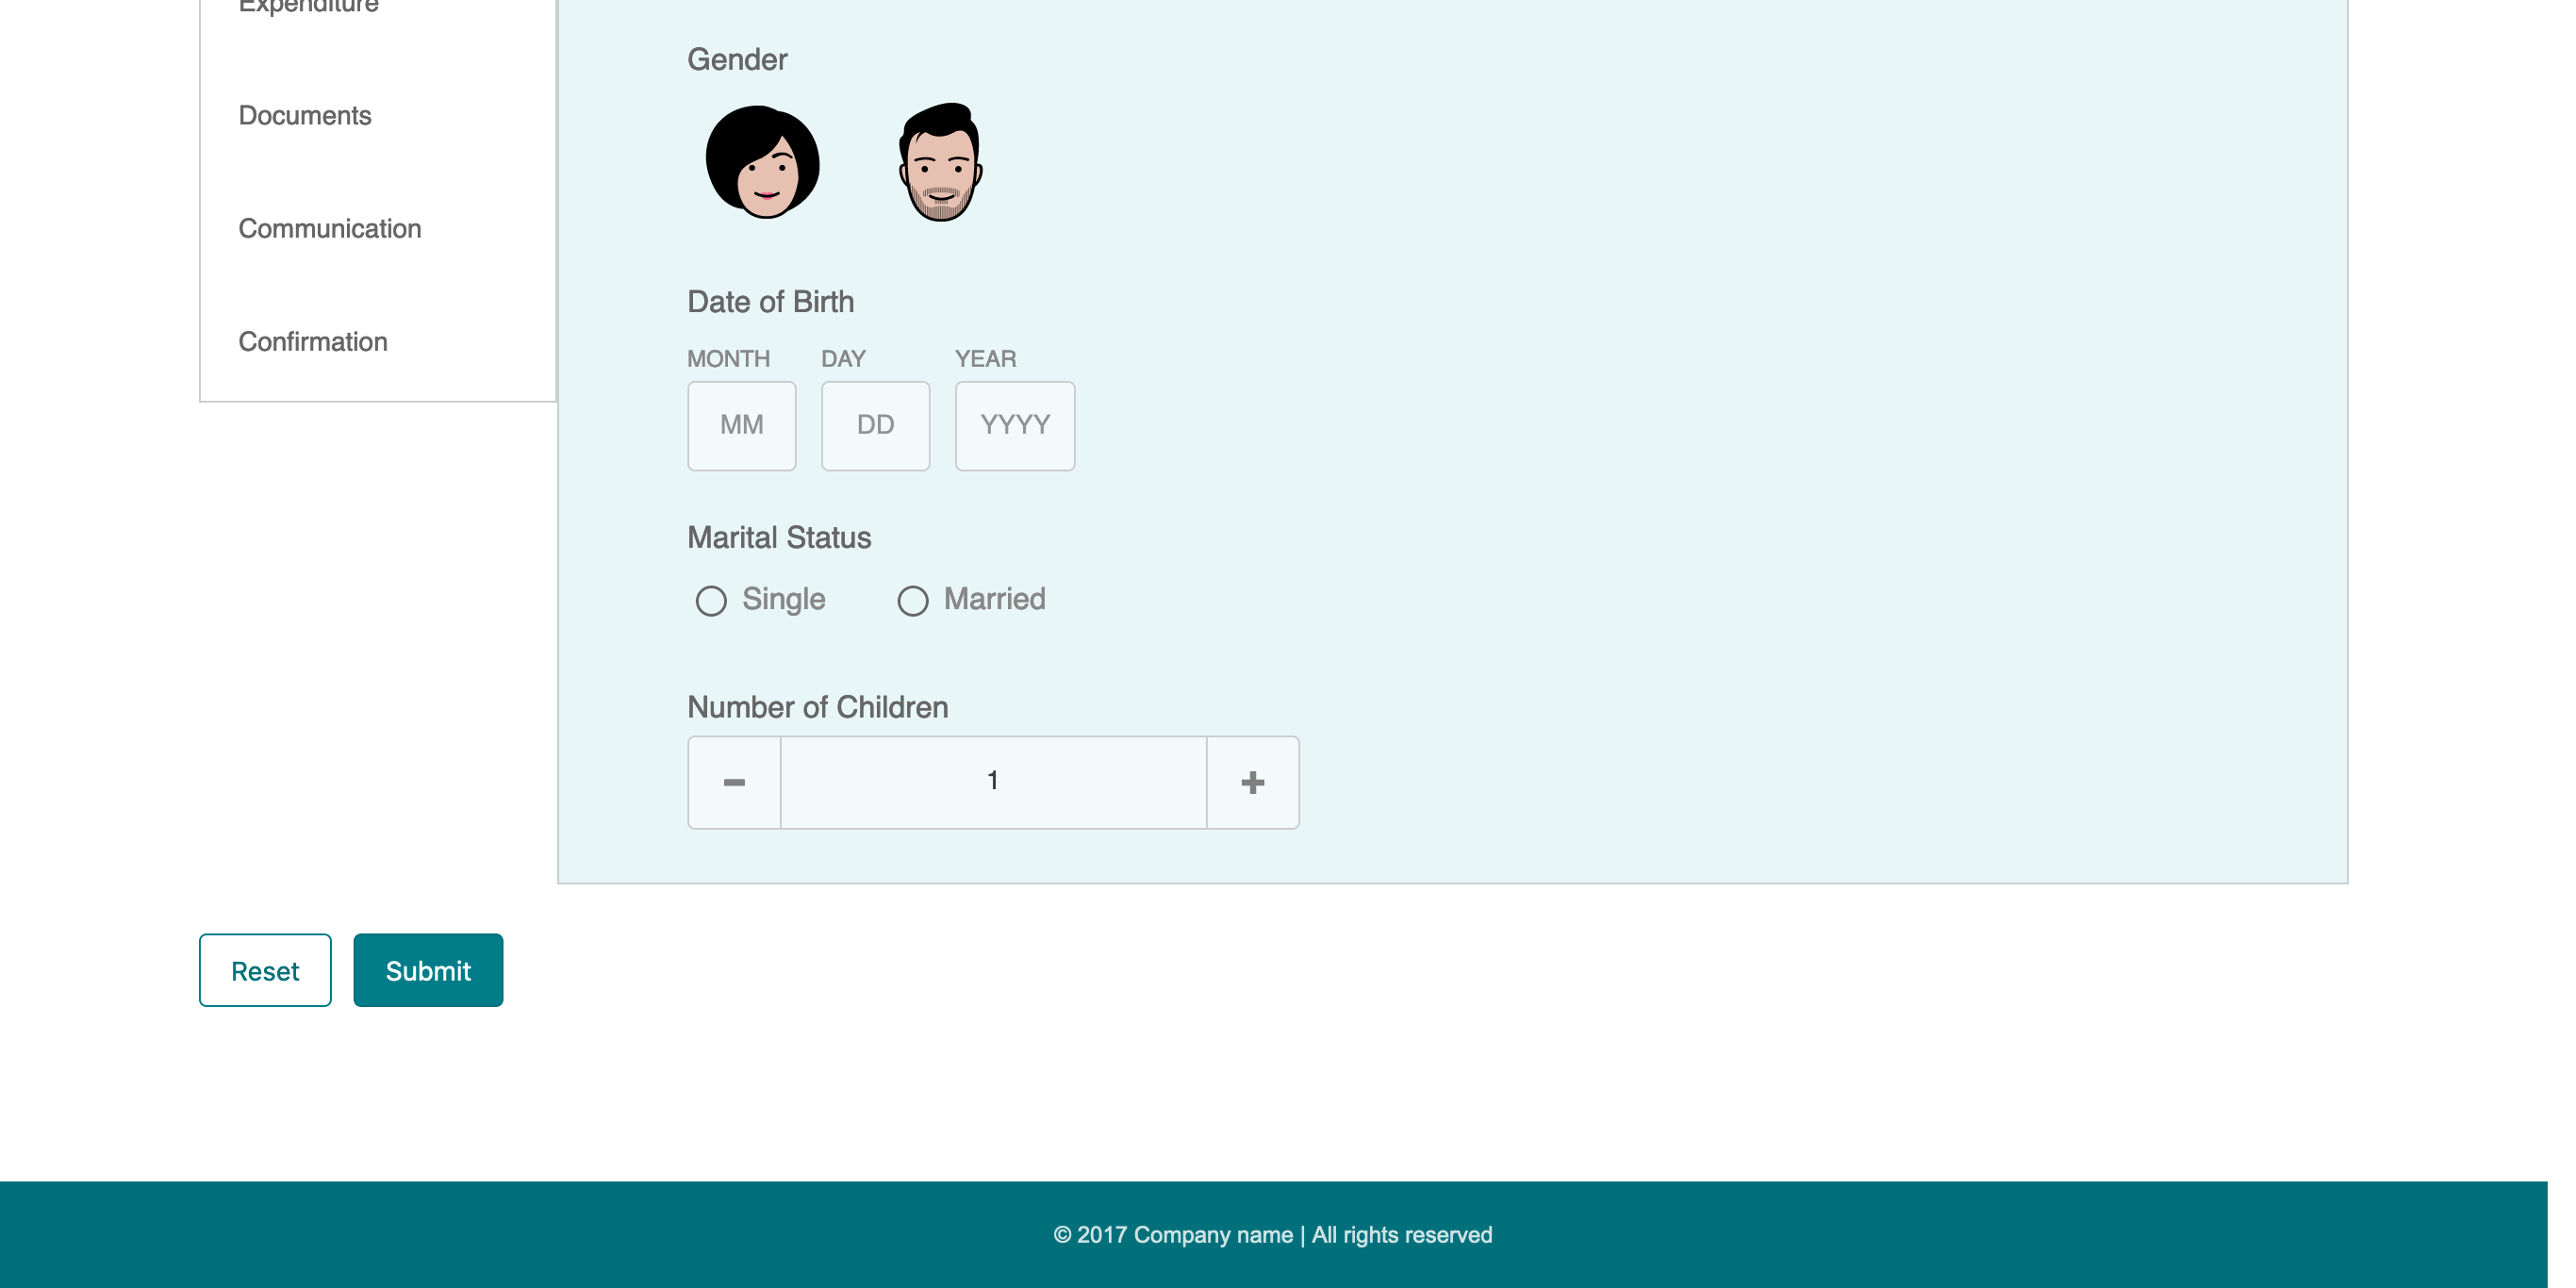 Expenditure
Documents
Communication
Confirmation
Gender
Date of Birth
MONTH DAY YEAR
MM DD YYYY
Marital Status
Single Married
Number of Children
1
Reset Submit
© 2017 Company name | All rights reserved